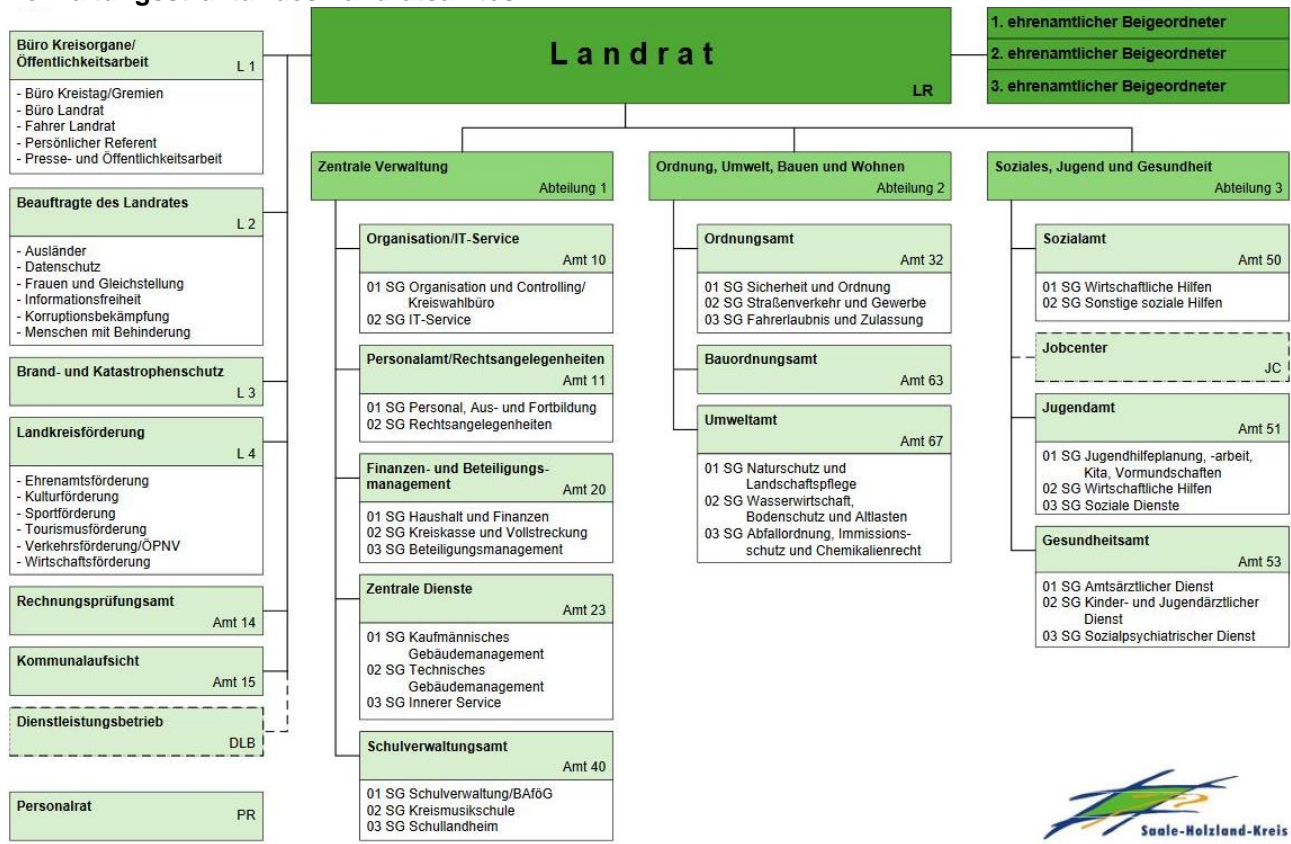 Landrat
LR
1. ehrenamtlicher Beigeordneter
2. ehrenamtlicher Beigeordneter
3. ehrenamtlicher Beigeordneter
Büro Kreisorgane/
Öffentlichkeitsarbeit
L 1
- Büro Kreistag/Gremien
- Büro Landrat
- Fahrer Landrat
- Persönlicher Referent
- Presse- und Öffentlichkeitsarbeit
Beauftragte des Landrates
L 2
- Ausländer
- Datenschutz
- Frauen und Gleichstellung
- Informationsfreiheit
- Korruptionsbekämpfung
- Menschen mit Behinderung
Brand- und Katastrophenschutz
L 3
Landkreisförderung
L 4
- Ehrenamtsförderung
- Kulturförderung
- Sportförderung
- Tourismusförderung
- Verkehrsförderung/ÖPNV
- Wirtschaftsförderung
Rechnungsprüfungsamt
Amt 14
Kommunalaufsicht
Amt 15
Dienstleistungsbetrieb
DLB
Personalrat
PR
Zentrale Verwaltung
Abteilung 1
Organisation/IT-Service
Amt 10
01 SG Organisation und Controlling/
Kreiswahlbüro
02 SG IT-Service
Personalamt/Rechtsangelegenheiten
Amt 11
01 SG Personal, Aus- und Fortbildung
02 SG Rechtsangelegenheiten
Finanzen- und Beteiligungs-
management
Amt 20
01 SG Haushalt und Finanzen
02 SG Kreiskasse und Vollstreckung
03 SG Beteiligungsmanagement
Zentrale Dienste
Amt 23
01 SG Kaufmännisches
Gebäudemanagement
02 SG Technisches
Gebäudemanagement
03 SG Innerer Service
Schulverwaltungsamt
Amt 40
01 SG Schulverwaltung/BAföG
02 SG Kreismusikschule
03 SG Schullandheim
Ordnung, Umwelt, Bauen und Wohnen
Abteilung 2
Ordnungsamt
Amt 32
01 SG Sicherheit und Ordnung
02 SG Straßenverkehr und Gewerbe
03 SG Fahrerlaubnis und Zulassung
Bauordnungsamt
Amt 63
Umweltamt
Amt 67
01 SG Naturschutz und
Landschaftspflege
02 SG Wasserwirtschaft,
Bodenschutz und Altlasten
03 SG Abfallordnung, Immissions-
schutz und Chemikalienrecht
Soziales, Jugend und Gesundheit
Abteilung 3
Sozialamt
Amt 50
01 SG Wirtschaftliche Hilfen
02 SG Sonstige soziale Hilfen
Jobcenter
JC
Jugendamt
Amt 51
01 SG Jugendhilfeplanung, -arbeit,
Kita, Vormundschaften
02 SG Wirtschaftliche Hilfen
03 SG Soziale Dienste
Gesundheitsamt
Amt 53
01 SG Amtsärztlicher Dienst
02 SG Kinder- und Jugendärztlicher
Dienst
03 SG Sozialpsychiatrischer Dienst
Saale-Holzland-Kreis